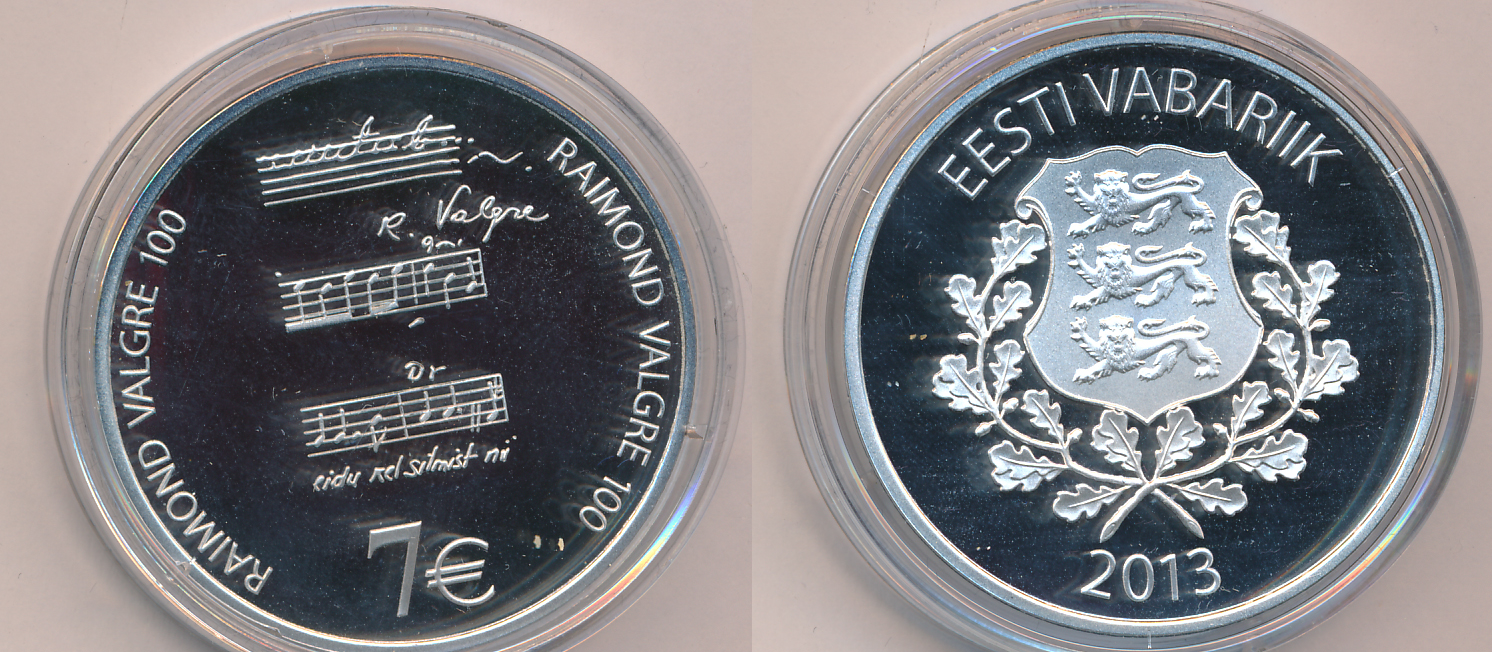 RAIMOND VALGRE 100
RAIMOND VALGRE 100
R. Valgre
7€
EESTI VABARIIK
2013